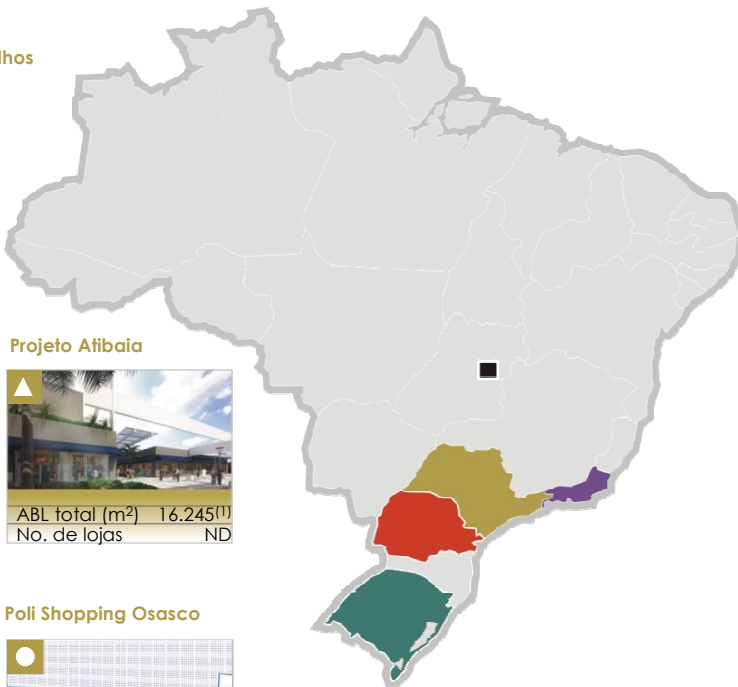 lhos
Projeto Atibaia
ABL total (m²) 16.245⁽¹⁾
No. de lojas ND
Poli Shopping Osasco